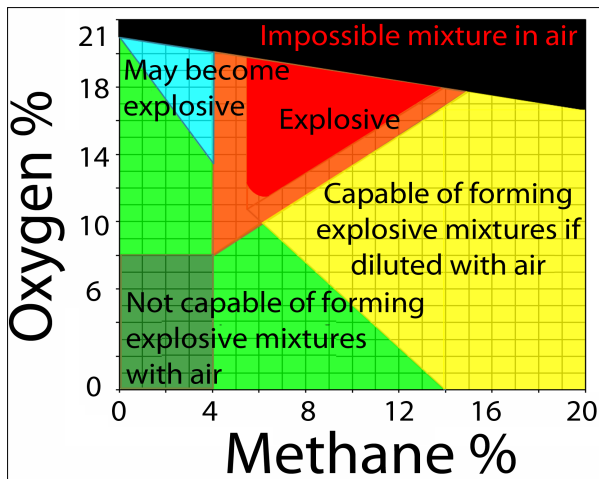 Impossible mixture in air
May become
explosive
Explosive
Capable of forming
explosive mixtures if
diluted with air
Not capable of forming
explosive mixtures
with air
Oxygen %
21
18
14
10
6
0
0 4 8 12 16 20
Methane %